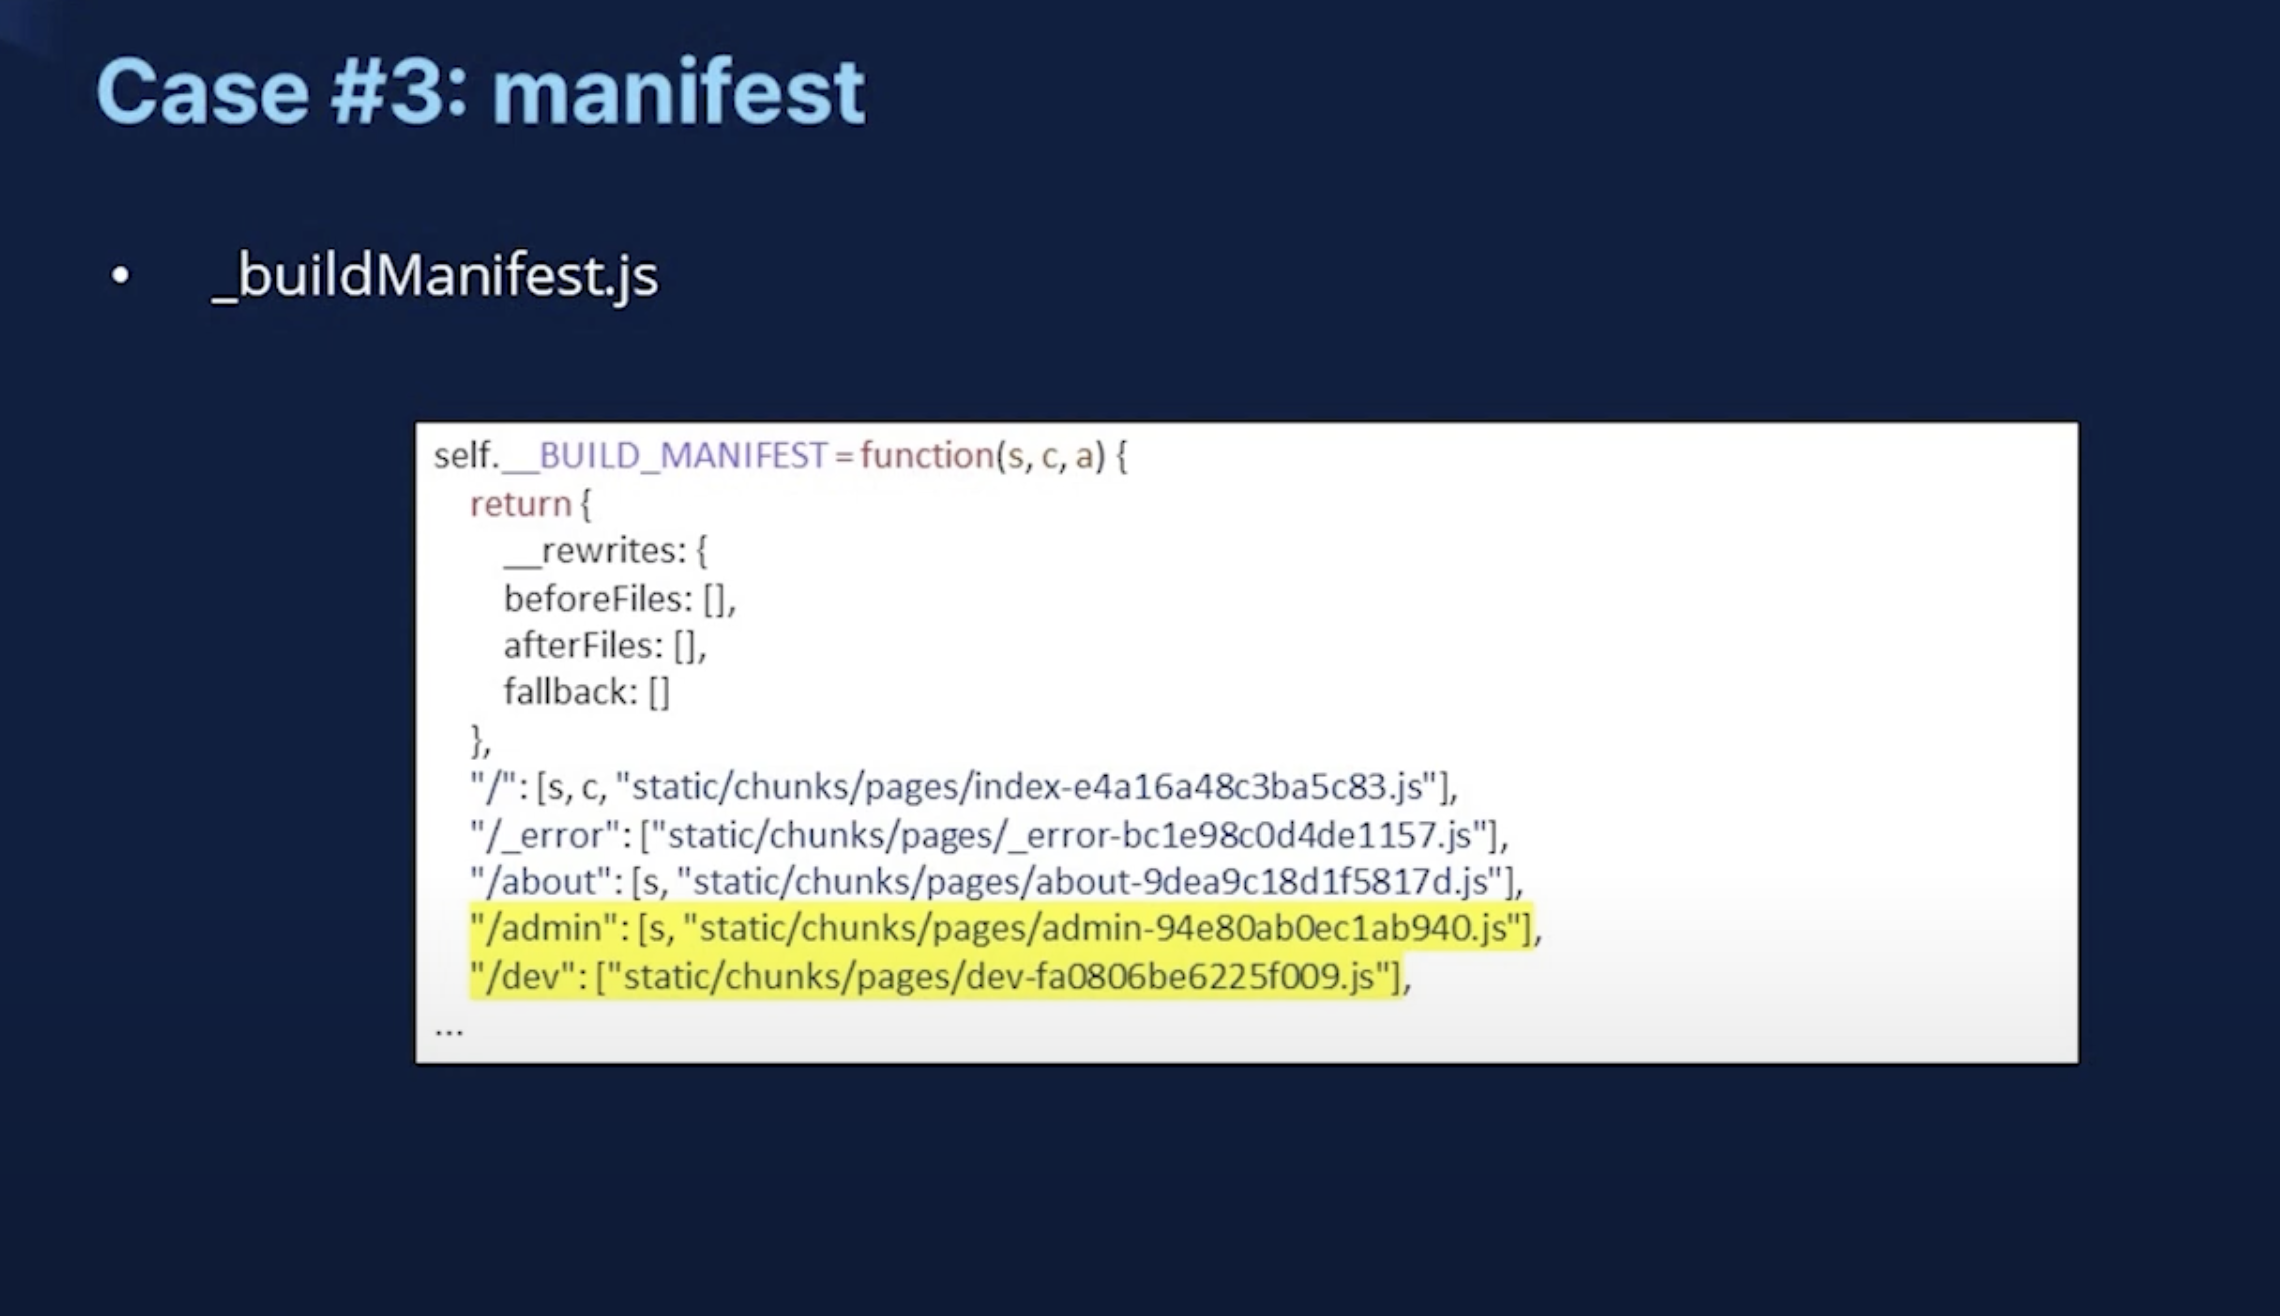 Case #3: manifest
• _buildManifest.js
self.__BUILD_MANIFEST = function(s, c, a) {
return {
__rewrites: {
beforeFiles: [],
afterFiles: [],
fallback: []
},
"/": [s, c, "static/chunks/pages/index-e4a16a48c3ba5c83.js"],
"/_error": ["static/chunks/pages/_error-bc1e98c0d4de1157.js"],
"/about": [s, "static/chunks/pages/about-9dea9c18d1f5817d.js"],
"/admin": [s, "static/chunks/pages/admin-94e80ab0ec1ab940.js"],
"/dev": ["static/chunks/pages/dev-fa0806be6225f009.js"],
...